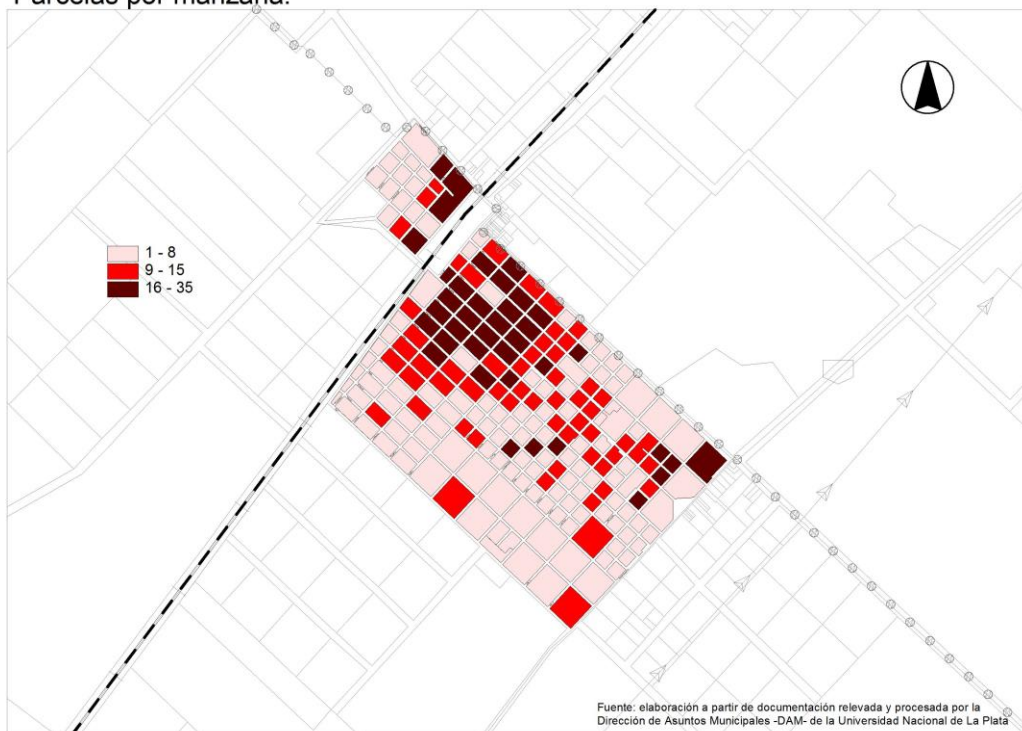 Parcelas por manzana.
1 - 8
9 - 15
16 - 35
Fuente: elaboración a partir de documentación relevada y procesada por la
Dirección de Asuntos Municipales -DAM- de la Universidad Nacional de La Plata